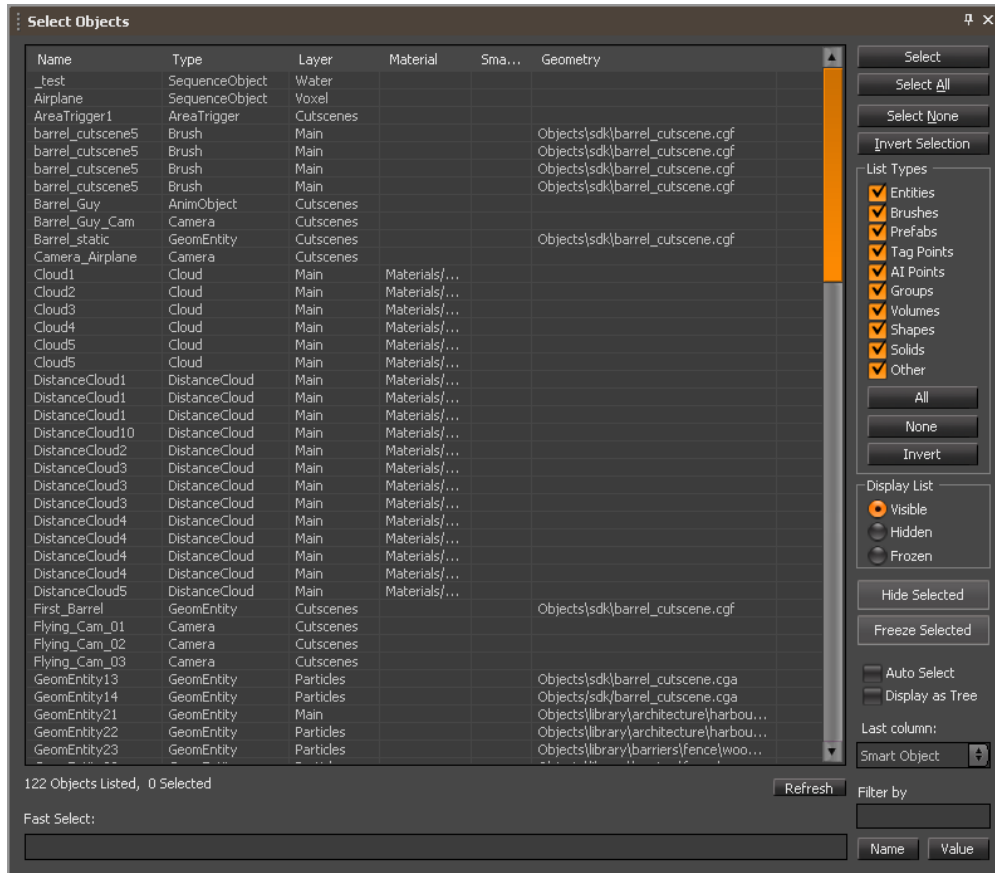 Select Objects
Name Type Layer Material Sma... Geometry
_test SequenceObject Water
Airplane SequenceObject Voxel
AreaTrigger1 AreaTrigger Cutscenes
barrel_cutscene5 Brush Main Objects\sdk\barrel_cutscene.cgf
barrel_cutscene5 Brush Main Objects\sdk\barrel_cutscene.cgf
barrel_cutscene5 Brush Main Objects\sdk\barrel_cutscene.cgf
barrel_cutscene5 Brush Main Objects\sdk\barrel_cutscene.cgf
Barrel_Guy AnimObject Cutscenes
Barrel_Guy_Cam Camera Cutscenes
Barrel_static GeomEntity Cutscenes Objects\sdk\barrel_cutscene.cgf
Camera_Airplane Camera Cutscenes
Cloud1 Cloud Main Materials/...
Cloud2 Cloud Main Materials/...
Cloud3 Cloud Main Materials/...
Cloud4 Cloud Main Materials/...
Cloud5 Cloud Main Materials/...
Cloud5 Cloud Main Materials/...
DistanceCloud1 DistanceCloud Main Materials/...
DistanceCloud1 DistanceCloud Main Materials/...
DistanceCloud1 DistanceCloud Main Materials/...
DistanceCloud10 DistanceCloud Main Materials/...
DistanceCloud2 DistanceCloud Main Materials/...
DistanceCloud3 DistanceCloud Main Materials/...
DistanceCloud3 DistanceCloud Main Materials/...
DistanceCloud3 DistanceCloud Main Materials/...
DistanceCloud4 DistanceCloud Main Materials/...
DistanceCloud4 DistanceCloud Main Materials/...
DistanceCloud4 DistanceCloud Main Materials/...
DistanceCloud4 DistanceCloud Main Materials/...
DistanceCloud5 DistanceCloud Main Materials/...
First_Barrel GeomEntity Cutscenes Objects\sdk\barrel_cutscene.cgf
Flying_Cam_01 Camera Cutscenes
Flying_Cam_02 Camera Cutscenes
Flying_Cam_03 Camera Cutscenes
GeomEntity13 GeomEntity Particles Objects\sdk\barrel_cutscene.cga
GeomEntity14 GeomEntity Particles Objects/sdk/barrel_cutscene.cga
GeomEntity21 GeomEntity Main Objects\library\architecture\harbou...
GeomEntity22 GeomEntity Particles Objects\library\architecture\harbou...
GeomEntity23 GeomEntity Particles Objects\library\barriers\fence\woo...
122 Objects Listed, 0 Selected
Refresh
Fast Select:
Select
Select All
Select None
Invert Selection
List Types
Entities
Brushes
Prefabs
Tag Points
AI Points
Groups
Volumes
Shapes
Solids
Other
All
None
Invert
Display List
Visible
Hidden
Frozen
Hide Selected
Freeze Selected
Auto Select
Display as Tree
Last column:
Smart Object
Filter by
Name Value